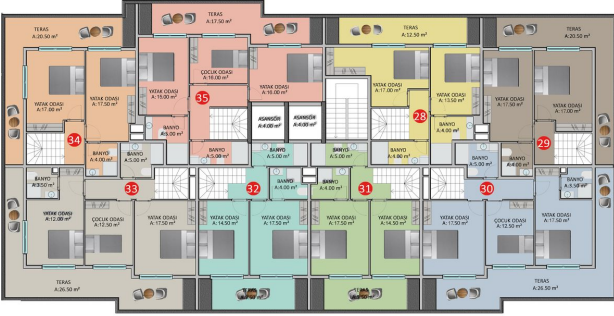 TERAS
A:17.50 m²
TERAS
A:12.50 m²
TERAS
A:20.50 m²
TERAS
A:20.50 m²
ÇOCUK ODASI
A:10.00 m²
YATAK ODASI
A:16.00 m²
YATAK ODASI
A:15.00 m²
YATAK ODASI
A:17.00 m²
YATAK ODASI
A:17.50 m²
YATAK ODASI
A:17.00 m²
YATAK ODASI
A:13.50 m²
YATAK ODASI
A:17.50 m²
YATAK ODASI
A:17.00 m²
35
34
28
29
ASANSÖR
A:4.00 m²
ASANSÖR
A:4.00 m²
BANYO
A:5.00 m²
BANYO
A:4.00 m²
BANYO
A:4.00 m²
BANYO
A:5.00 m²
BANYO
A:5.00 m²
BANYO
A:5.00 m²
BANYO
A:5.00 m²
BANYO
A:4.00 m²
BANYO
A:5.00 m²
BANYO
A:4.00 m²
BANYO
A:3.50 m²
BANYO
A:4.00 m²
BANYO
A:4.00 m²
BANYO
A:3.50 m²
33
32
31
30
YATAK ODASI
A:12.00 m²
ÇOCUK ODASI
A:12.50 m²
YATAK ODASI
A:17.50 m²
YATAK ODASI
A:14.50 m²
YATAK ODASI
A:17.50 m²
YATAK ODASI
A:17.50 m²
YATAK ODASI
A:14.50 m²
YATAK ODASI
A:17.50 m²
ÇOCUK ODASI
A:12.50 m²
YATAK ODASI
A:17.50 m²
TERAS
A:26.50 m²
TERAS
TERAS
TERAS
A:26.50 m²